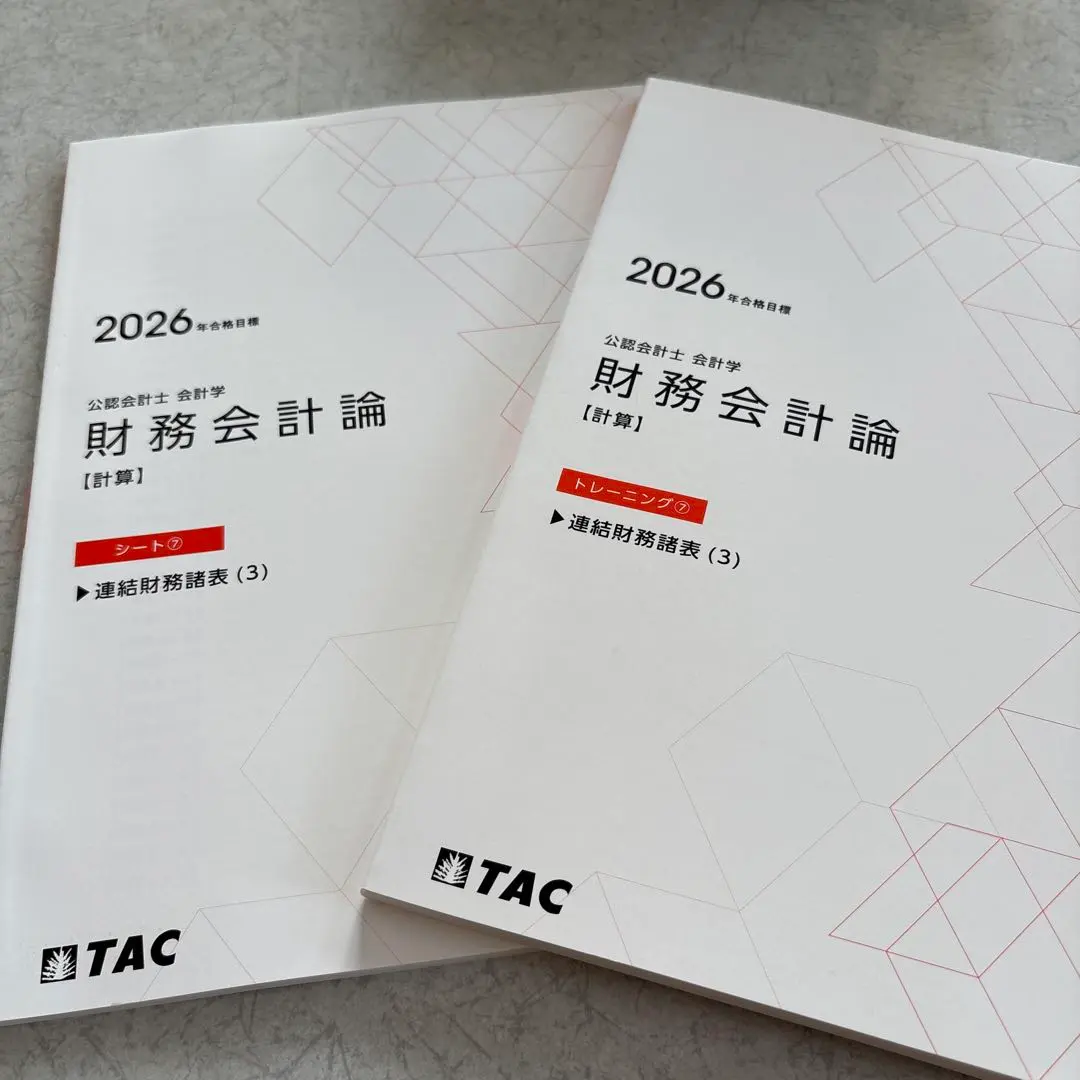 2026年合格目標
公認会計士 会計学
財務会計論
【計算】
シート⑦
▶連結財務諸表(3)
TAC
2026年合格目標
公認会計士 会計学
財務会計論
【計算】
トレーニング⑦
▶連結財務諸表(3)
TAC